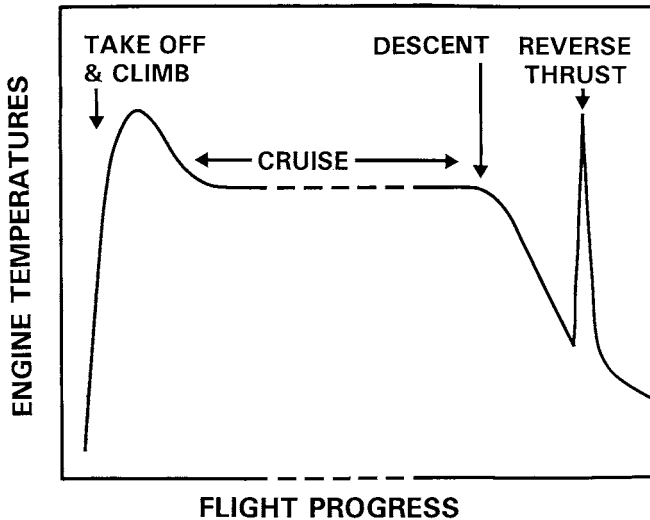 TAKE OFF
& CLIMB
DESCENT
REVERSE
THRUST
CRUISE
ENGINE TEMPERATURES
FLIGHT PROGRESS